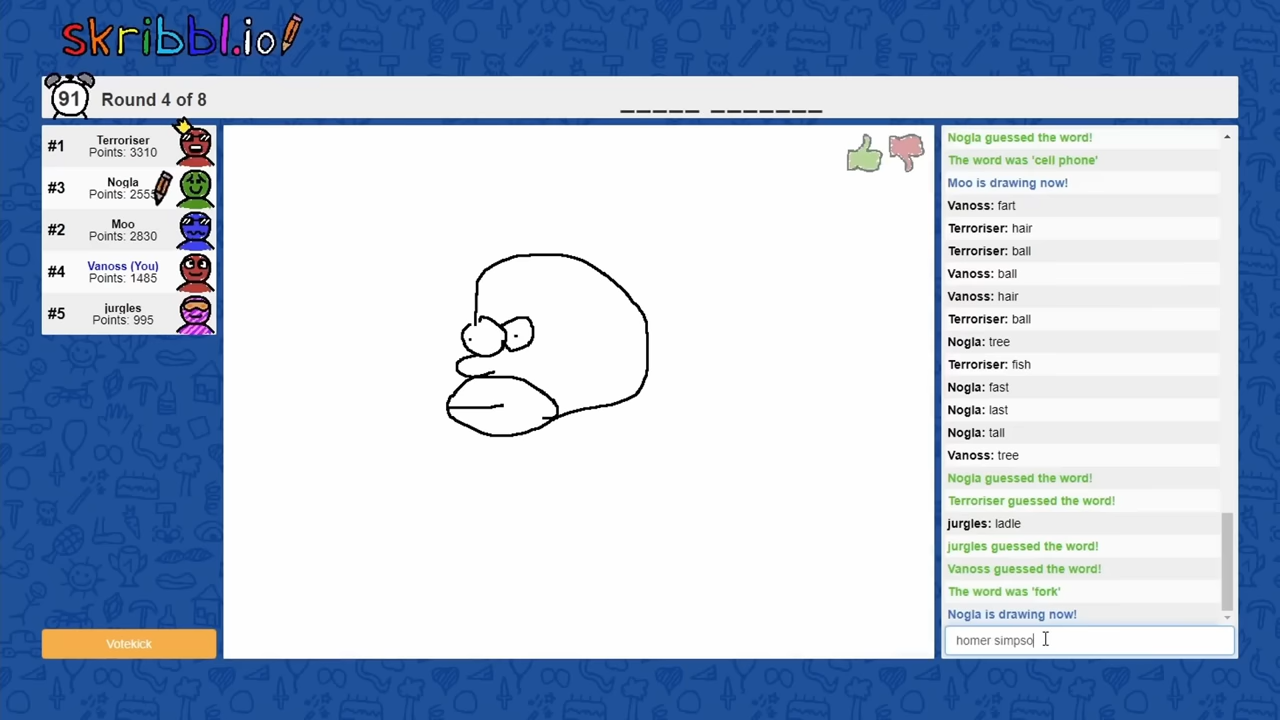 skribbl.io
91
Round 4 of 8
_____ _______
#1
Terroriser
Points: 3310
#3
Nogla
Points: 2555
#2
Moo
Points: 2830
#4
Vanoss (You)
Points: 1485
#5
jurgles
Points: 995
Votekick
Nogla guessed the word!
The word was 'cell phone'
Moo is drawing now!
Vanoss: fart
Terroriser: hair
Terroriser: ball
Vanoss: ball
Vanoss: hair
Terroriser: ball
Nogla: tree
Terroriser: fish
Nogla: fast
Nogla: last
Nogla: tall
Vanoss: tree
Nogla guessed the word!
Terroriser guessed the word!
jurgles: ladle
jurgles guessed the word!
Vanoss guessed the word!
The word was 'fork'
Nogla is drawing now!
homer simpso